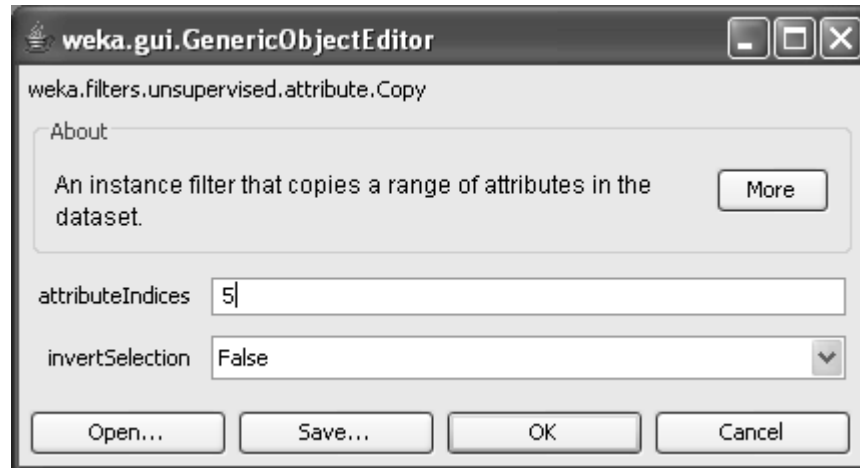 weka.gui.GenericObjectEditor
weka.filters.unsupervised.attribute.Copy
About
An instance filter that copies a range of attributes in the
dataset.
More
attributeIndices 5
invertSelection False
Open... Save... OK Cancel